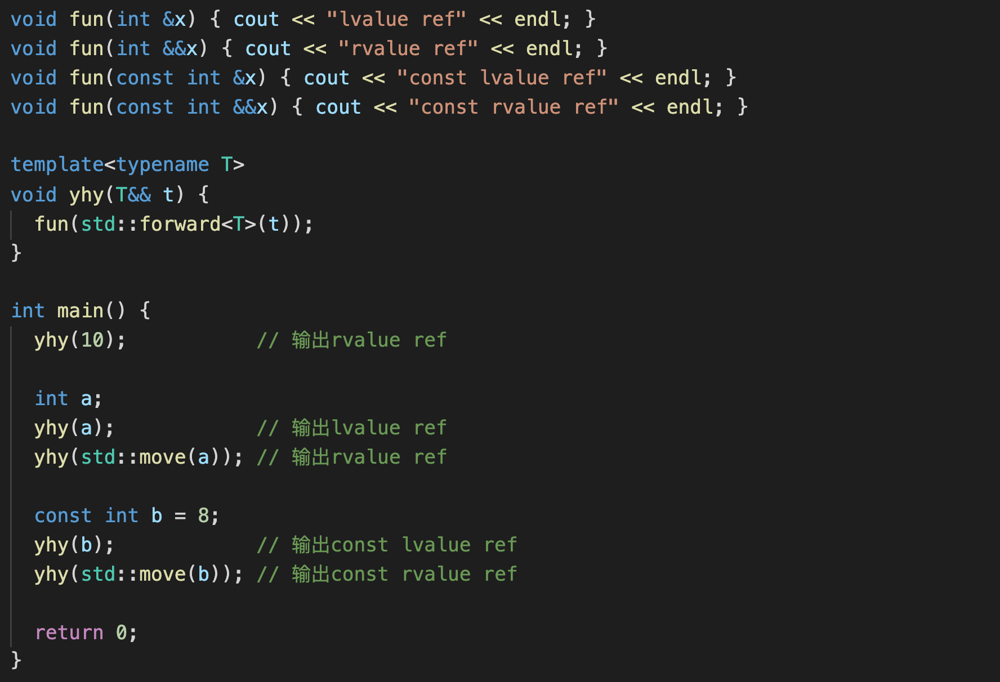 void fun(int &x) { cout << "lvalue ref" << endl; }
void fun(int &&x) { cout << "rvalue ref" << endl; }
void fun(const int &x) { cout << "const lvalue ref" << endl; }
void fun(const int &&x) { cout << "const rvalue ref" << endl; }
template<typename T>
void yhy(T&& t) {
  fun(std::forward<T>(t));
}
int main() {
  yhy(10);           // 输出rvalue ref
  int a;
  yhy(a);            // 输出lvalue ref
  yhy(std::move(a)); // 输出rvalue ref
  const int b = 8;
  yhy(b);            // 输出const lvalue ref
  yhy(std::move(b)); // 输出const rvalue ref
  return 0;
}